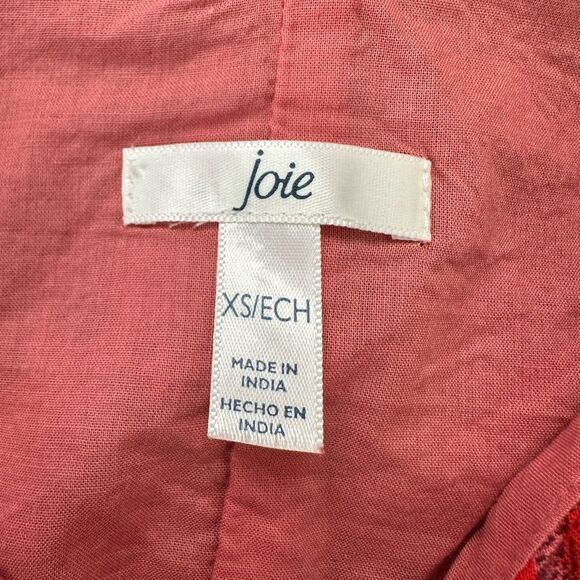 joie
XS/ECH
MADE IN
INDIA
HECHO EN
INDIA